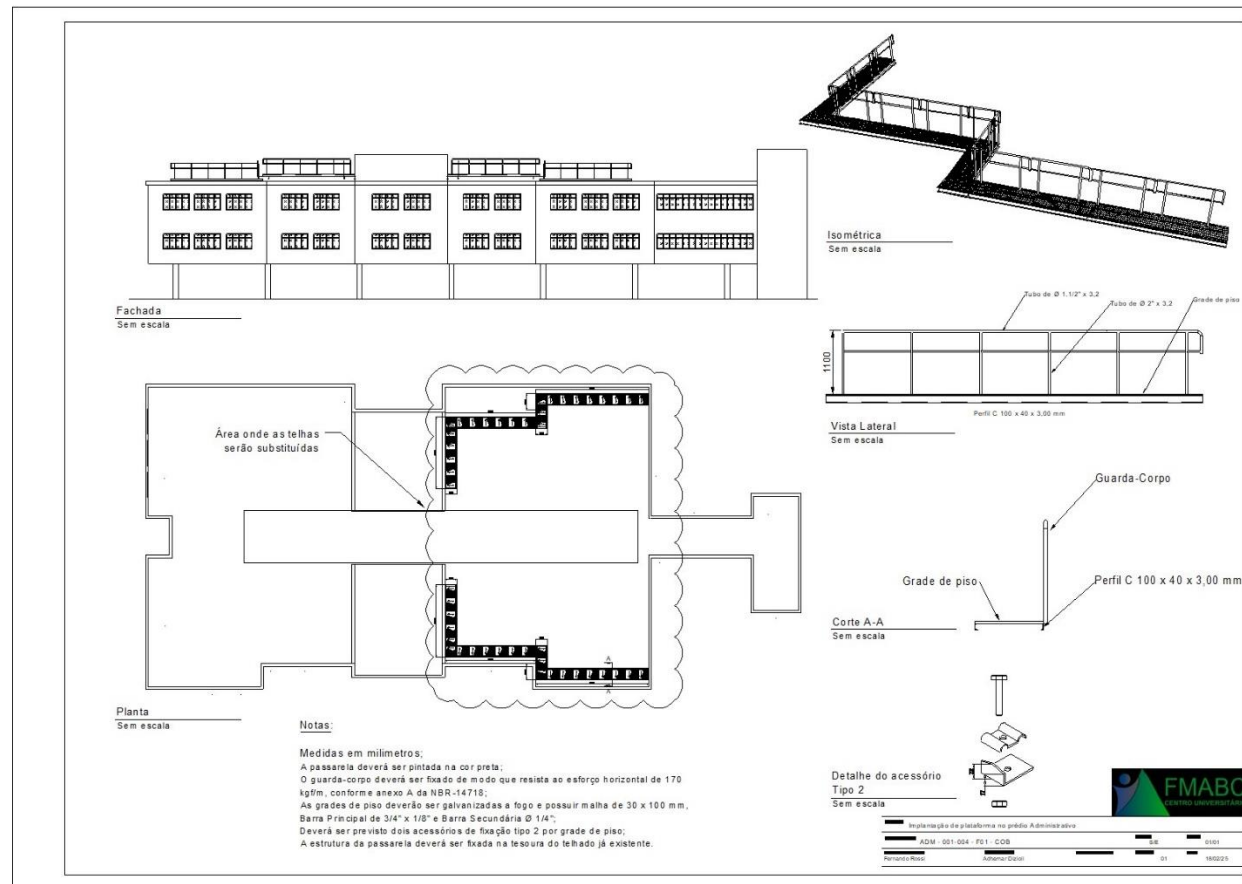 Fachada
Sem escala
Isométrica
Sem escala
Tubo de Ø 1.1/2" x 3,2
Tubo de Ø 2" x 3,2
Grade de piso
1100
Perfil C 100 x 40 x 3,00 mm
Vista Lateral
Sem escala
Área onde as telhas
serão substituídas
A
A
Planta
Sem escala
Guarda-Corpo
Grade de piso
Perfil C 100 x 40 x 3,00 mm
Corte A-A
Sem escala
Detalhe do acessório
Tipo 2
Sem escala
Notas:
Medidas em milimetros;
A passarela deverá ser pintada na cor preta;
O guarda-corpo deverá ser fixado de modo que resista ao esforço horizontal de 170
kgf/m, conforme anexo A da NBR-14718;
As grades de piso deverão ser galvanizadas a fogo e possuir malha de 30 x 100 mm,
Barra Principal de 3/4" x 1/8" e Barra Secundária Ø 1/4";
Deverá ser previsto dois acessórios de fixação tipo 2 por grade de piso;
A estrutura da passarela deverá ser fixada na tesoura do telhado já existente.
FMABC
CENTRO UNIVERSITÁRI
Implantação de plataforma no prédio Administrativo
ADM - 001-004 - F01 - COB
S/E
01/01
Fernando Rossi
01
18/02/25